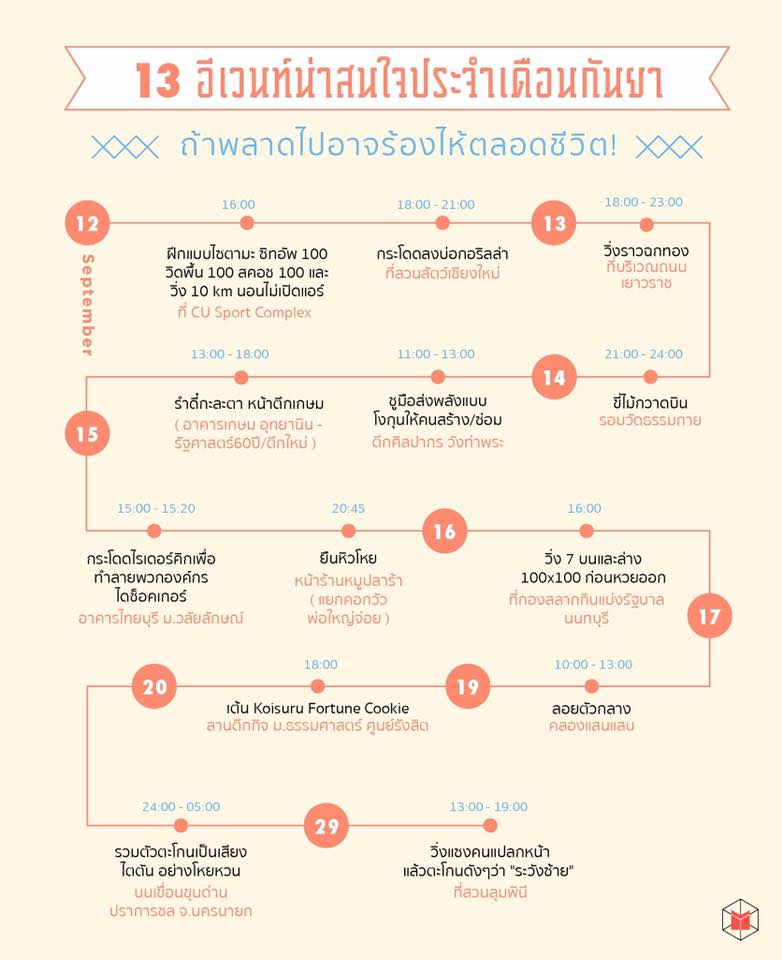 13 อีเวนท์น่าสนใจประจำเดือนกันยา
ถ้าพลาดไปอาจร้องไห้ตลอดชีวิต!
12
September
16:00
ฝึกแบบไซตามะ ซิทอัพ 100
วิดพื้น 100 สคอช 100 และ
วิ่ง 10 km นอนไม่เปิดแอร์
ที่ CU Sport Complex
18:00 - 21:00
กระโดดลงบ่อกอริลล่า
ที่สวนสัตว์เชียงใหม่
13
18:00 - 23:00
วิ่งราวฉกทอง
ที่บริเวณถนน
เยาวราช
21:00 - 24:00
ขี่ไม้กวาดบิน
รอบวัดธรรมกาย
14
11:00 - 13:00
ชูมือส่งพลังแบบ
โงกุนให้คนสร้าง/ซ่อม
ตึกศิลปากร วังท่าพระ
13:00 - 18:00
รำดี่กะละตา หน้าตึกเกษม
( อาคารเกษม อุทยานิน -
รัฐศาสตร์60ปี/ตึกใหม่ )
15
15:00 - 15:20
กระโดดไรเดอร์คิกเพื่อ
ทำลายพวกองค์กร
ไดช็อคเกอร์
อาคารไทยบุรี ม.วลัยลักษณ์
20:45
ยืนหิวโหย
หน้าร้านหมูปลาร้า
( แยกคอกวัว
พ่อใหญ่จ่อย )
16
16:00
วิ่ง 7 บนและล่าง
100x100 ก่อนหวยออก
ที่กองสลากกินแบ่งรัฐบาล
นนทบุรี
17
10:00 - 13:00
ลอยตัวกลาง
คลองแสนแสบ
19
18:00
เต้น Koisuru Fortune Cookie
ลานตึกกิจ ม.ธรรมศาสตร์ ศูนย์รังสิต
20
24:00 - 05:00
รวมตัวตะโกนเป็นเสียง
ไตตัน อย่างโหยหวน
บนเขื่อนขุนด่าน
ปราการชล จ.นครนายก
29
13:00 - 19:00
วิ่งแซงคนแปลกหน้า
แล้วตะโกนดังๆว่า "ระวังซ้าย"
ที่สวนลุมพินี